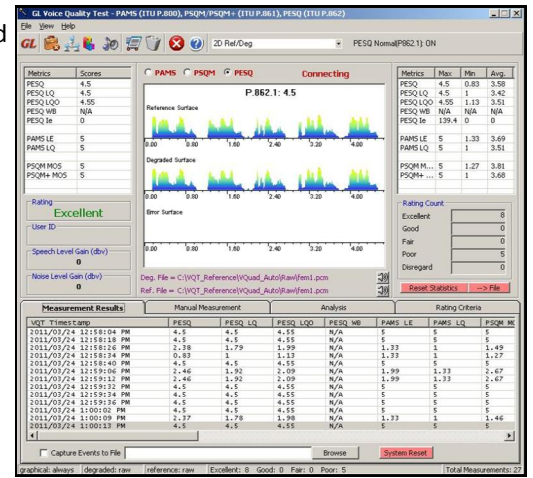 d
GL Voice Quality Test - PAMS (ITU P.800), PSQM/PSQM+ (ITU P.861), PESQ (ITU P.862)
File View Help
GL 2D Ref/Deg PESQ Normal(P862.1): ON
Metrics Scores
PESQ 4.5
PESQ LQ 4.5
PESQ LQO 4.55
PESQ WB N/A
PESQ Ie 0
PAMS LE 5
PAMS LQ 5
PSQM MOS 5
PSQM+ MOS 5
Rating
Excellent
User ID
Speech Level Gain (dbv)
0
Noise Level Gain (dbv)
0
PAMS PSQM PESQ Connecting
P.862.1: 4.5
Reference Surface
0.00 0.80 1.60 2.40 3.20 4.00
Degraded Surface
0.00 0.80 1.60 2.40 3.20 4.00
Error Surface
Deg. File = C:\VQT_Reference\VQuad_Auto\Raw\fem1.pcm
Ref. File = C:\VQT_Reference\VQuad_Auto\Raw\fem1.pcm
Metrics Max Min Avg.
PESQ 4.5 0.83 3.58
PESQ LQ 4.5 1 3.42
PESQ LQO 4.55 1.13 3.51
PESQ WB N/A N/A N/A
PESQ Ie 139.4 0 0
PAMS LE 5 1.33 3.69
PAMS LQ 5 1 3.51
PSQM M... 5 1.27 3.81
PSQM+ ... 5 1 3.68
Rating Count
Excellent 8
Good 0
Fair 0
Poor 5
Disregard 0
Reset Statistics --> File
Measurement Results Manual Measurement Analysis Rating Criteria
VQT Timestamp PESQ PESQ LQ PESQ LQO PESQ WB PAMS LE PAMS LQ PSQM MO
2011/03/24 12:58:04 PM 4.5 4.5 4.55 N/A 5 5 5
2011/03/24 12:58:18 PM 4.5 4.5 4.55 N/A 5 5 5
2011/03/24 12:58:26 PM 2.38 1.79 1.99 N/A 1.33 1 1.49
2011/03/24 12:58:34 PM 0.83 1 1.13 N/A 1.33 1 1.27
2011/03/24 12:58:40 PM 4.5 4.5 4.55 N/A 5 5 5
2011/03/24 12:59:06 PM 2.46 1.92 2.09 N/A 1.99 1.33 2.67
2011/03/24 12:59:12 PM 2.46 1.92 2.09 N/A 1.99 1.33 2.67
2011/03/24 12:59:32 PM 4.5 4.5 4.55 N/A 5 5 5
2011/03/24 12:59:34 PM 4.5 4.5 4.55 N/A 5 5 5
2011/03/24 12:59:36 PM 4.5 4.5 4.55 N/A 5 5 5
2011/03/24 1:00:02 PM 4.5 4.5 4.55 N/A 5 5 5
2011/03/24 1:00:09 PM 2.37 1.78 1.98 N/A 1.33 1 1.46
2011/03/24 1:00:13 PM 4.5 4.5 4.55 N/A 5 5 5
Capture Events to File Browse System Reset
graphical: always degraded: raw reference: raw Excellent: 8 Good: 0 Fair: 0 Poor: 5 Total Measurements: 27